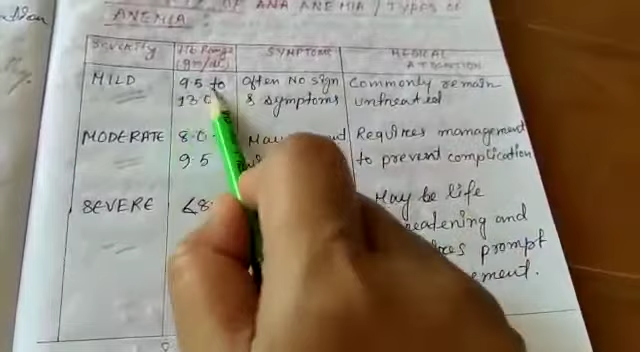 OF ANA ANEMIA / TYPES OF
ANEMIA
SEVERITY Hb Range SYMPTOMS MEDICAL
(gm/dl) ATTENTION
MILD 9.5 to Often No sign Commonly remain
13.0 & symptoms untreated
MODERATE 8.0 - May Requires management
9.5 to prevent complication
SEVERE <8 May be life
and
prompt